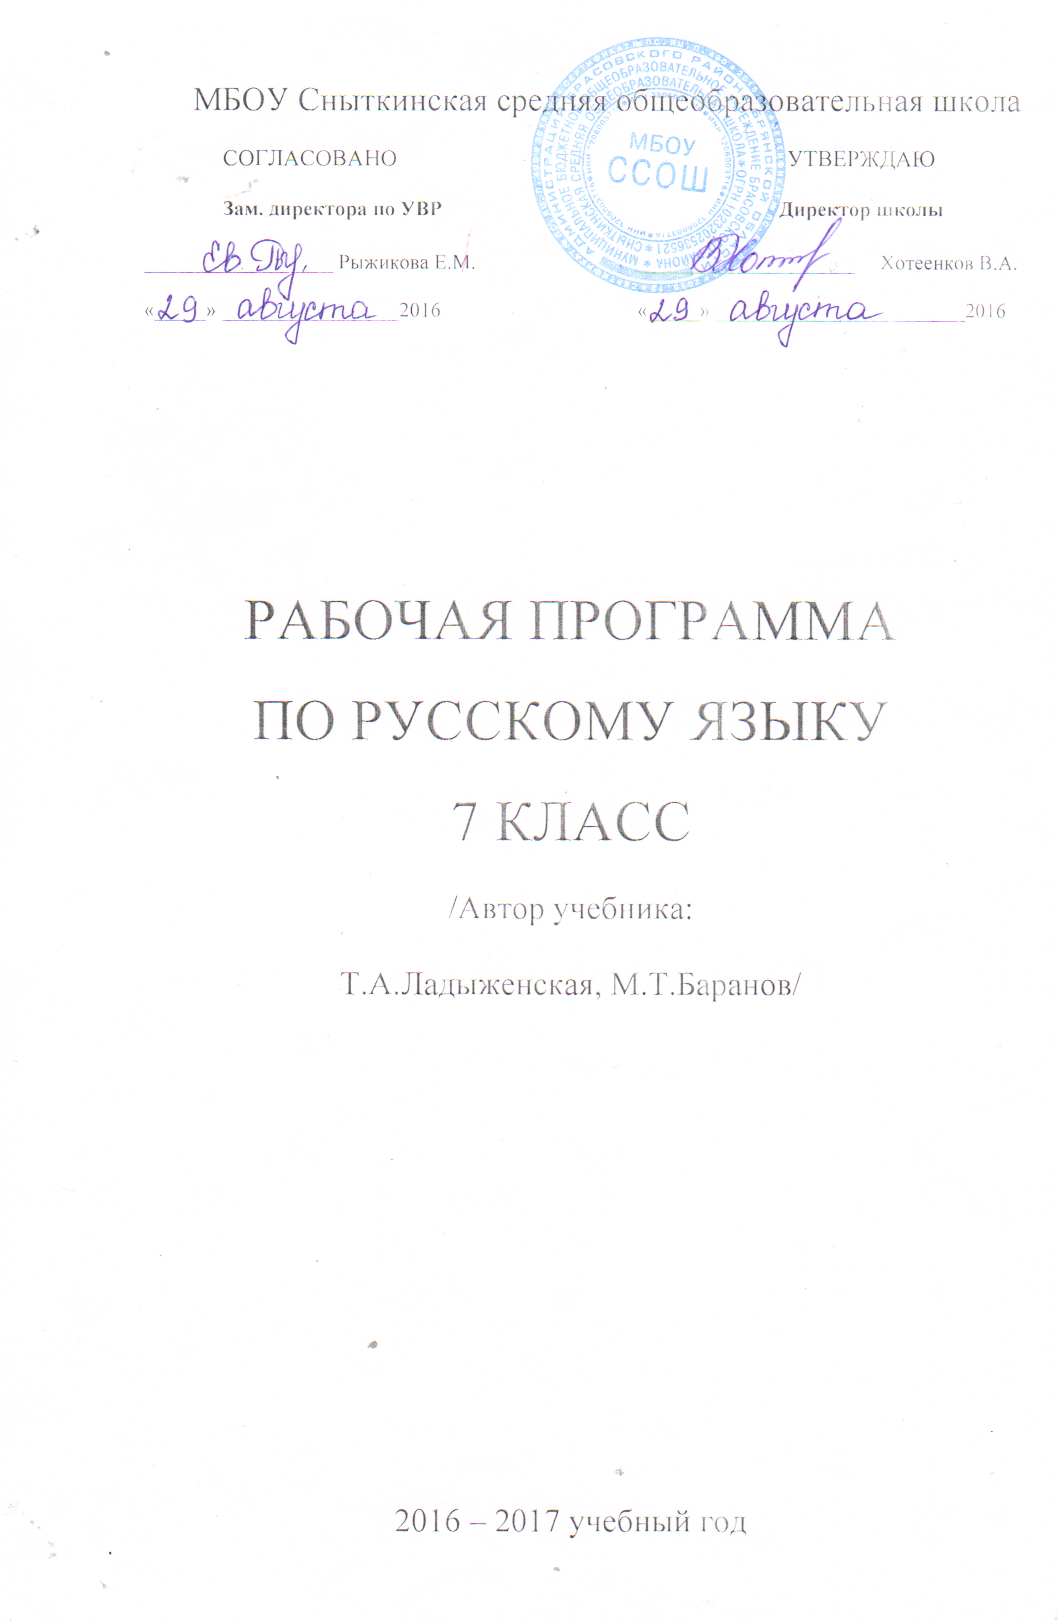 МБОУ Сныткинская средняя общеобразовательная школа
СОГЛАСОВАНО УТВЕРЖДАЮ
Зам. директора по УВР Директор школы
Рыжикова Е.М. Хотеенков В.А.
«29» августа 2016 «29» августа 2016
МБОУ
ССОШ
РАБОЧАЯ ПРОГРАММА
ПО РУССКОМУ ЯЗЫКУ
7 КЛАСС
/Автор учебника:
Т.А.Ладыженская, М.Т.Баранов/
2016 – 2017 учебный год